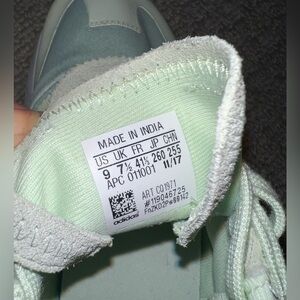 MADE IN INDIA
US UK FR JP CHN
9 7½ 41⅓ 260 255
APC 011001 11/17
ART CQ1971
#119046725
adidas